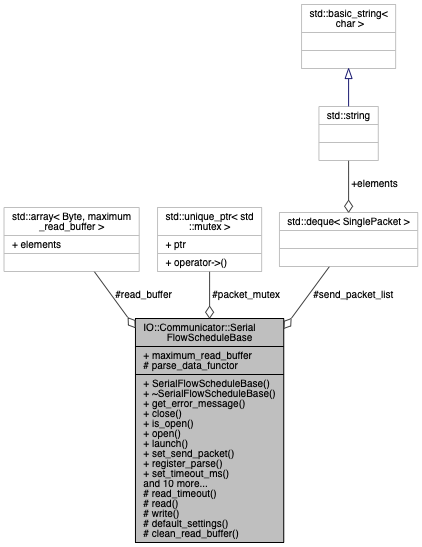 std::basic_string<
char >
std::string
+elements
std::array< Byte, maximum
_read_buffer >
+ elements
std::unique_ptr< std
::mutex >
+ ptr
+ operator->()
std::deque< SinglePacket >
#read_buffer
#packet_mutex
#send_packet_list
IO::Communicator::Serial
FlowScheduleBase
+ maximum_read_buffer
# parse_data_functor
+ SerialFlowScheduleBase()
+ ~SerialFlowScheduleBase()
+ get_error_message()
+ close()
+ is_open()
+ open()
+ launch()
+ set_send_packet()
+ register_parse()
+ set_timeout_ms()
and 10 more...
# read_timeout()
# read()
# write()
# default_settings()
# clean_read_buffer()